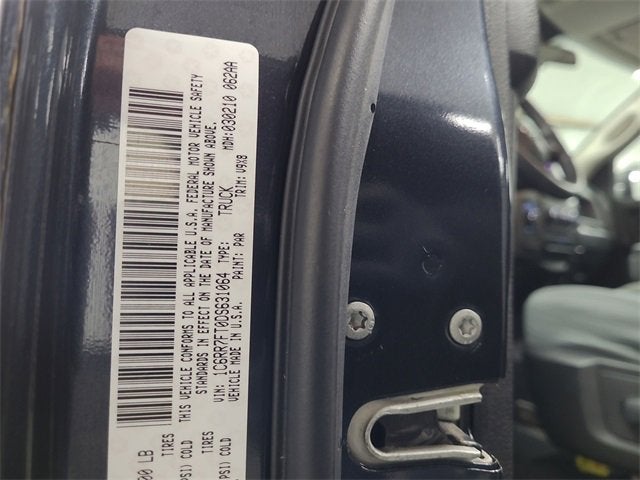 00 LB
TIRES
PSI) COLD
TIRES
PSI) COLD
THIS VEHICLE CONFORMS TO ALL APPLICABLE U.S.A. FEDERAL MOTOR VEHICLE SAFETY
STANDARDS IN EFFECT ON THE DATE OF MANUFACTURE SHOWN ABOVE.
VIN: 1C6RR7FT0DS631064 TYPE: TRUCK MDH:030210 062AA
VEHICLE MADE IN U.S.A. PAINT: PAR TRIM: V9X8